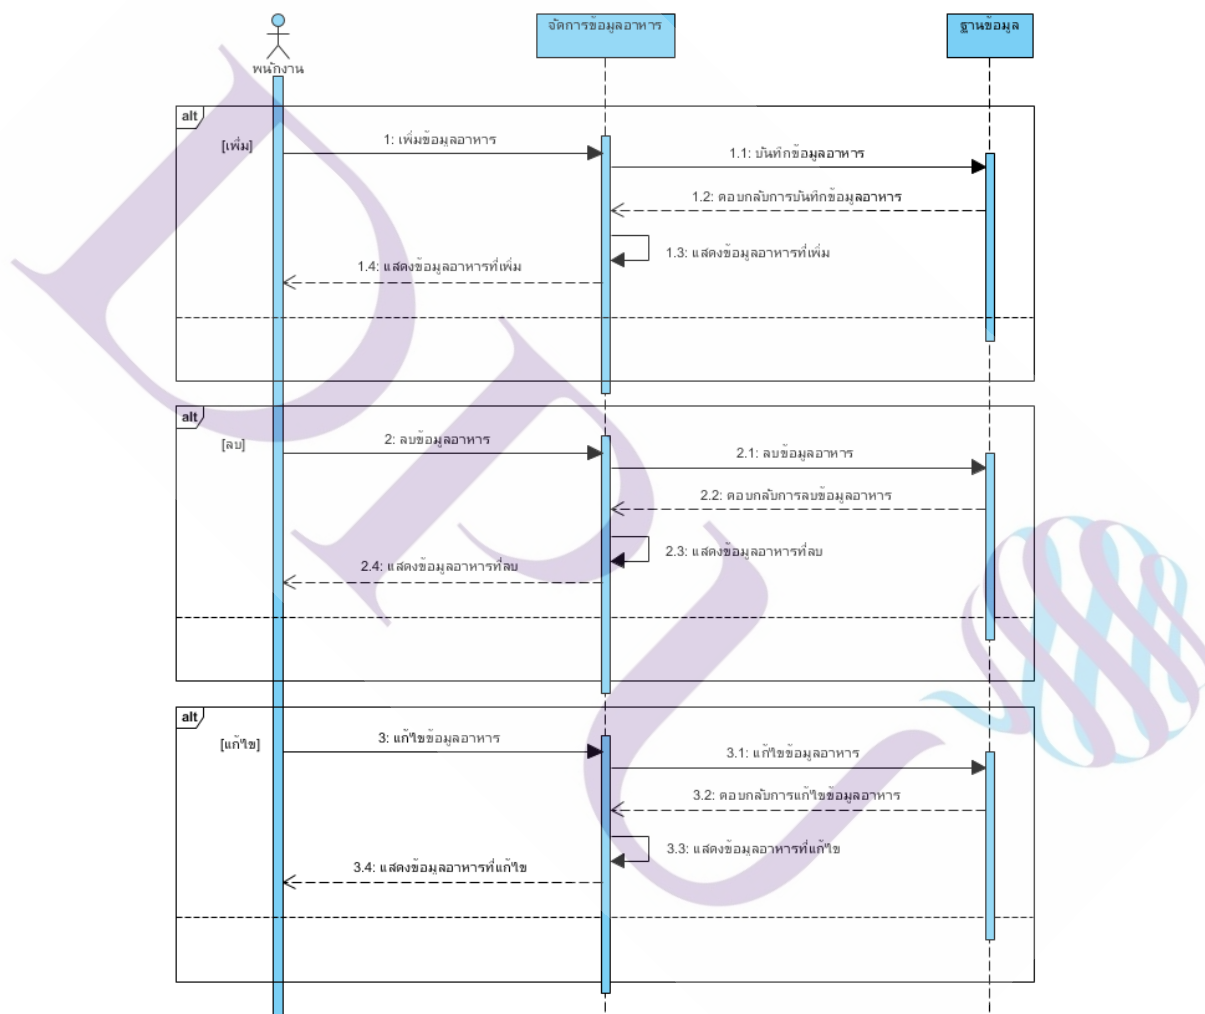 จัดการข้อมูลอาหาร
ฐานข้อมูล
พนักงาน
alt
[เพิ่ม]
1: เพิ่มข้อมูลอาหาร
1.1: บันทึกข้อมูลอาหาร
1.2: ตอบกลับการบันทึกข้อมูลอาหาร
1.3: แสดงข้อมูลอาหารที่เพิ่ม
1.4: แสดงข้อมูลอาหารที่เพิ่ม
alt
[ลบ]
2: ลบข้อมูลอาหาร
2.1: ลบข้อมูลอาหาร
2.2: ตอบกลับการลบข้อมูลอาหาร
2.3: แสดงข้อมูลอาหารที่ลบ
2.4: แสดงข้อมูลอาหารที่ลบ
alt
[แก้ไข]
3: แก้ไขข้อมูลอาหาร
3.1: แก้ไขข้อมูลอาหาร
3.2: ตอบกลับการแก้ไขข้อมูลอาหาร
3.3: แสดงข้อมูลอาหารที่แก้ไข
3.4: แสดงข้อมูลอาหารที่แก้ไข
DPU